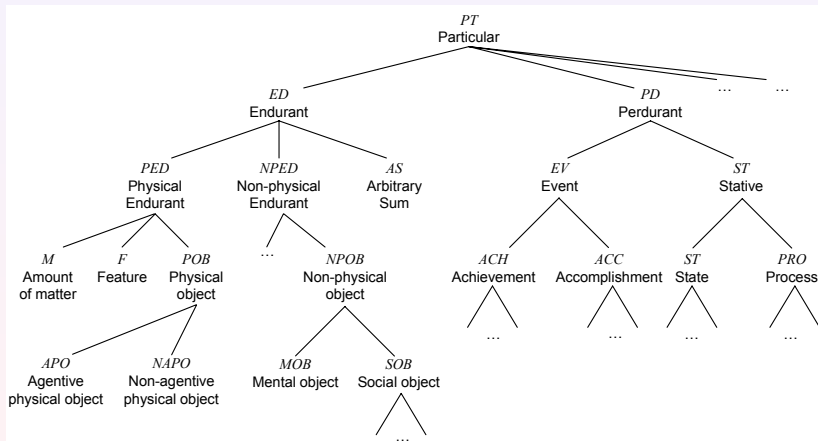 PT
Particular
... ...
ED PD
Endurant Perdurant
PED NPED AS EV ST
Physical Non-physical Arbitrary Event Stative
Endurant Endurant Sum
M F POB ... NPOB ACH ACC ST PRO
Amount Feature Physical Non-physical Achievement Accomplishment State Process
of matter object object
... ... ... ...
APO NAPO MOB SOB
Agentive Non-agentive Mental object Social object
physical object physical object
...